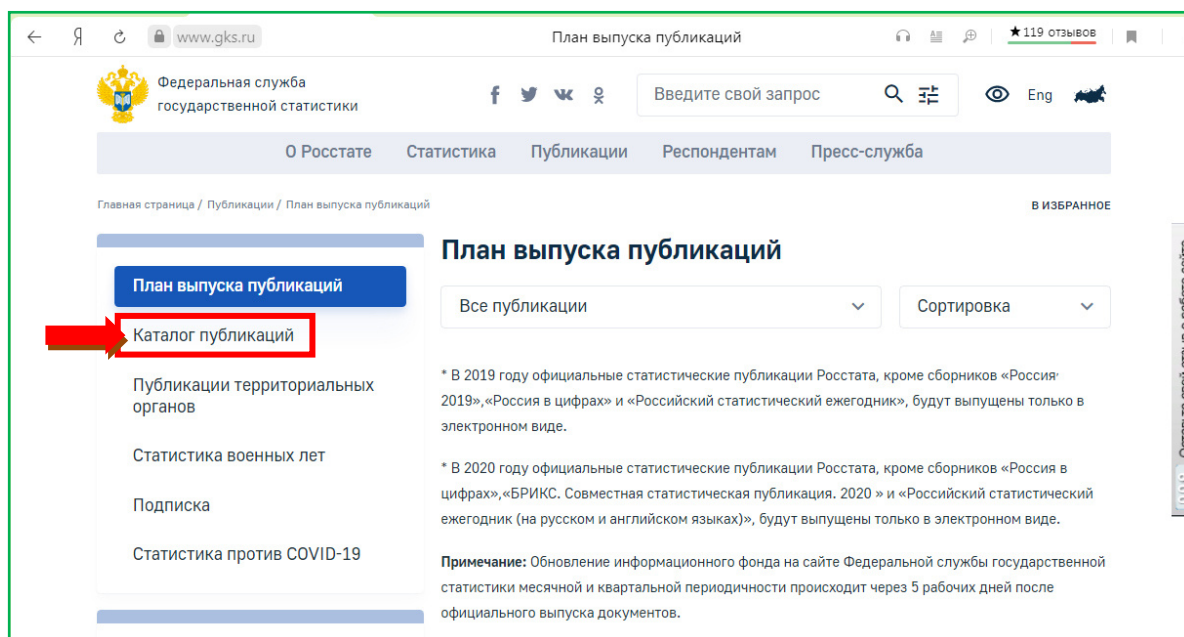 www.gks.ru
План выпуска публикаций
★119 отзывов
Федеральная служба
государственной статистики
Введите свой запрос
Eng
О Росстате
Статистика
Публикации
Респондентам
Пресс-служба
Главная страница / Публикации / План выпуска публикаций
В ИЗБРАННОЕ
План выпуска публикаций
Каталог публикаций
Публикации территориальных
органов
Статистика военных лет
Подписка
Статистика против COVID-19
План выпуска публикаций
Все публикации
Сортировка
* В 2019 году официальные статистические публикации Росстата, кроме сборников «Россия-
2019»,«Россия в цифрах» и «Российский статистический ежегодник», будут выпущены только в
электронном виде.
* В 2020 году официальные статистические публикации Росстата, кроме сборников «Россия в
цифрах»,«БРИКС. Совместная статистическая публикация. 2020 » и «Российский статистический
ежегодник (на русском и английском языках)», будут выпущены только в электронном виде.
Примечание: Обновление информационного фонда на сайте Федеральной службы государственной
статистики месячной и квартальной периодичности происходит через 5 рабочих дней после
официального выпуска документов.